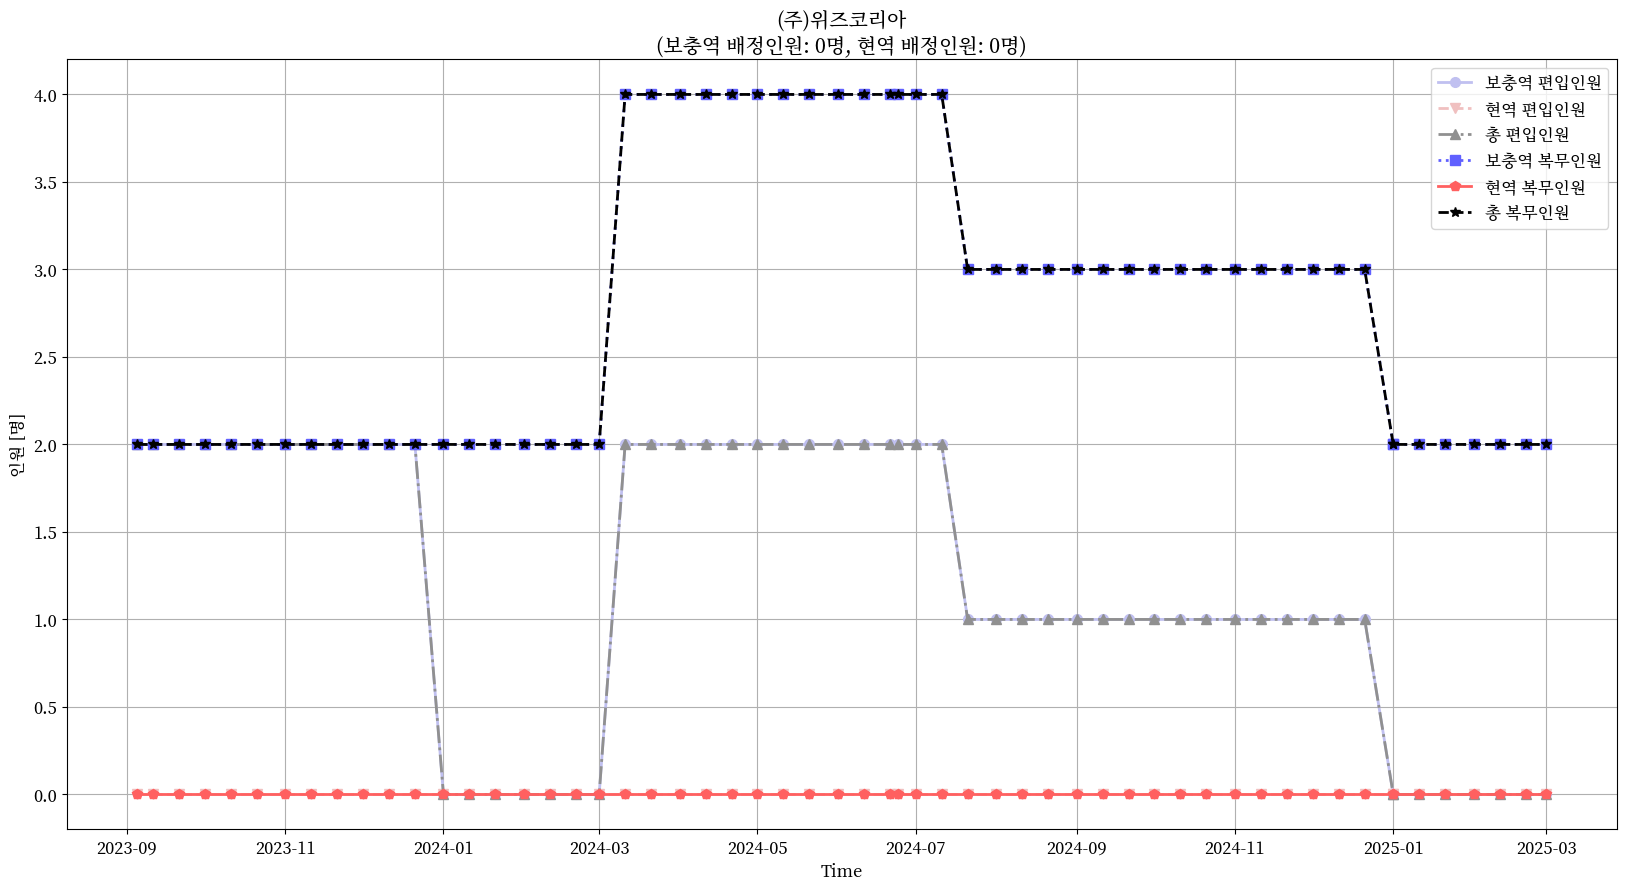 (주)위즈코리아
(보충역 배정인원: 0명, 현역 배정인원: 0명)
보충역 편입인원
현역 편입인원
총 편입인원
보충역 복무인원
현역 복무인원
총 복무인원
인원 [명]
4.0
3.5
3.0
2.5
2.0
1.5
1.0
0.5
0.0
2023-09
2023-11
2024-01
2024-03
2024-05
2024-07
2024-09
2024-11
2025-01
2025-03
Time